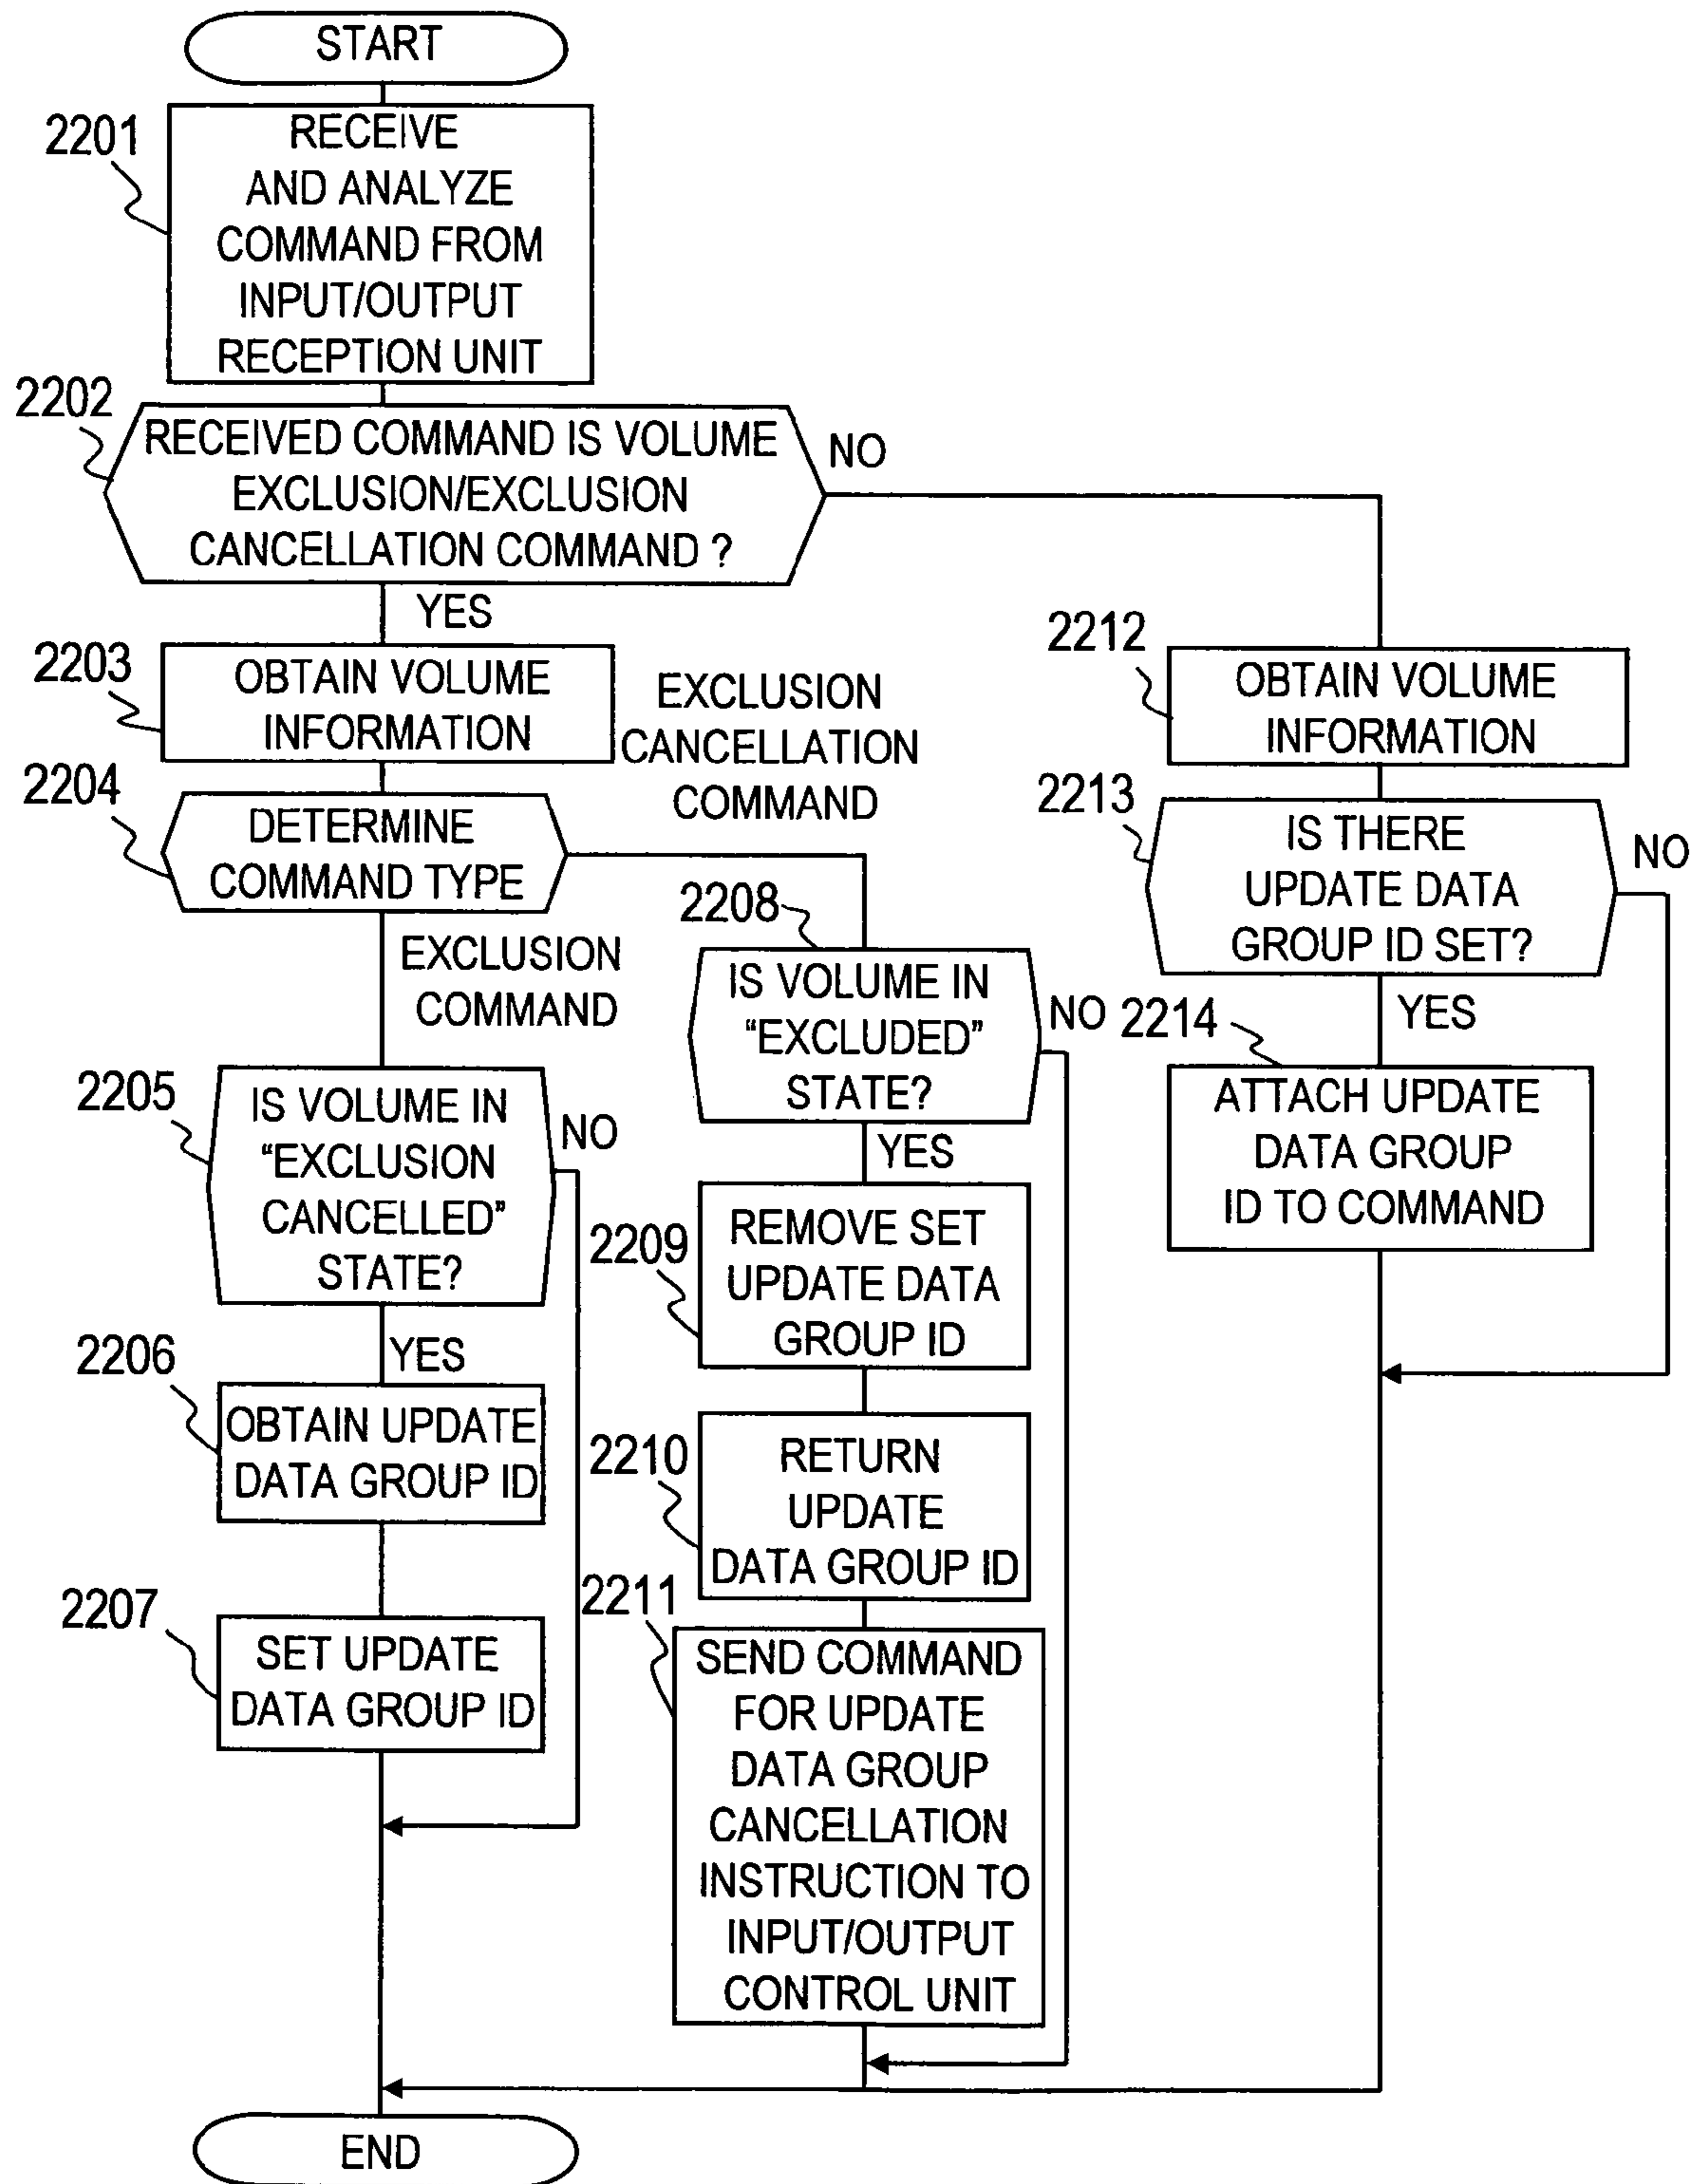 START
2201
RECEIVE
AND ANALYZE
COMMAND FROM
INPUT/OUTPUT
RECEPTION UNIT
2202
RECEIVED COMMAND IS VOLUME
EXCLUSION/EXCLUSION
CANCELLATION COMMAND ?
NO
YES
2203
OBTAIN VOLUME
INFORMATION
2204
DETERMINE
COMMAND TYPE
EXCLUSION
CANCELLATION
COMMAND
EXCLUSION
COMMAND
2205
IS VOLUME IN
“EXCLUSION
CANCELLED”
STATE?
NO
YES
2206
OBTAIN UPDATE
DATA GROUP ID
2207
SET UPDATE
DATA GROUP ID
2208
IS VOLUME IN
“EXCLUDED”
STATE?
NO
YES
2209
REMOVE SET
UPDATE DATA
GROUP ID
2210
RETURN
UPDATE
DATA GROUP ID
2211
SEND COMMAND
FOR UPDATE
DATA GROUP
CANCELLATION
INSTRUCTION TO
INPUT/OUTPUT
CONTROL UNIT
2212
OBTAIN VOLUME
INFORMATION
2213
IS THERE
UPDATE DATA
GROUP ID SET?
NO
YES
2214
ATTACH UPDATE
DATA GROUP
ID TO COMMAND
END